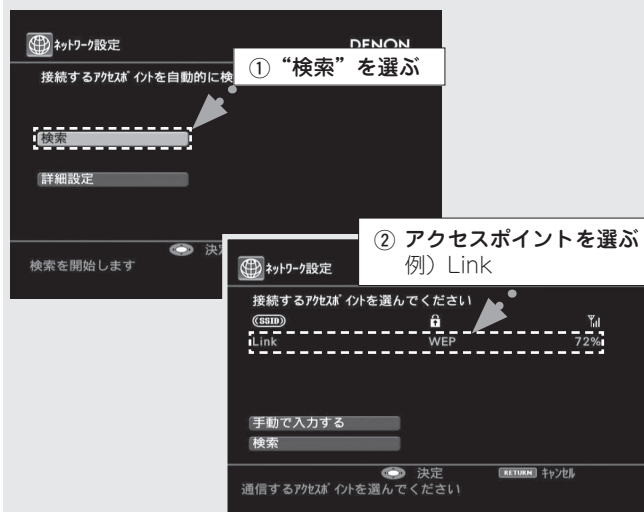 ネットワーク設定
DENON
接続するアクセスポイントを自動的に検
① “検索” を選ぶ
検索
詳細設定
決
検索を開始します
② アクセスポイントを選ぶ
例）Link
ネットワーク設定
接続するアクセスポイントを選んでください
(SSID)
Link WEP 72%
手動で入力する
検索
決定 RETURN キャンセル
通信するアクセスポイントを選んでください